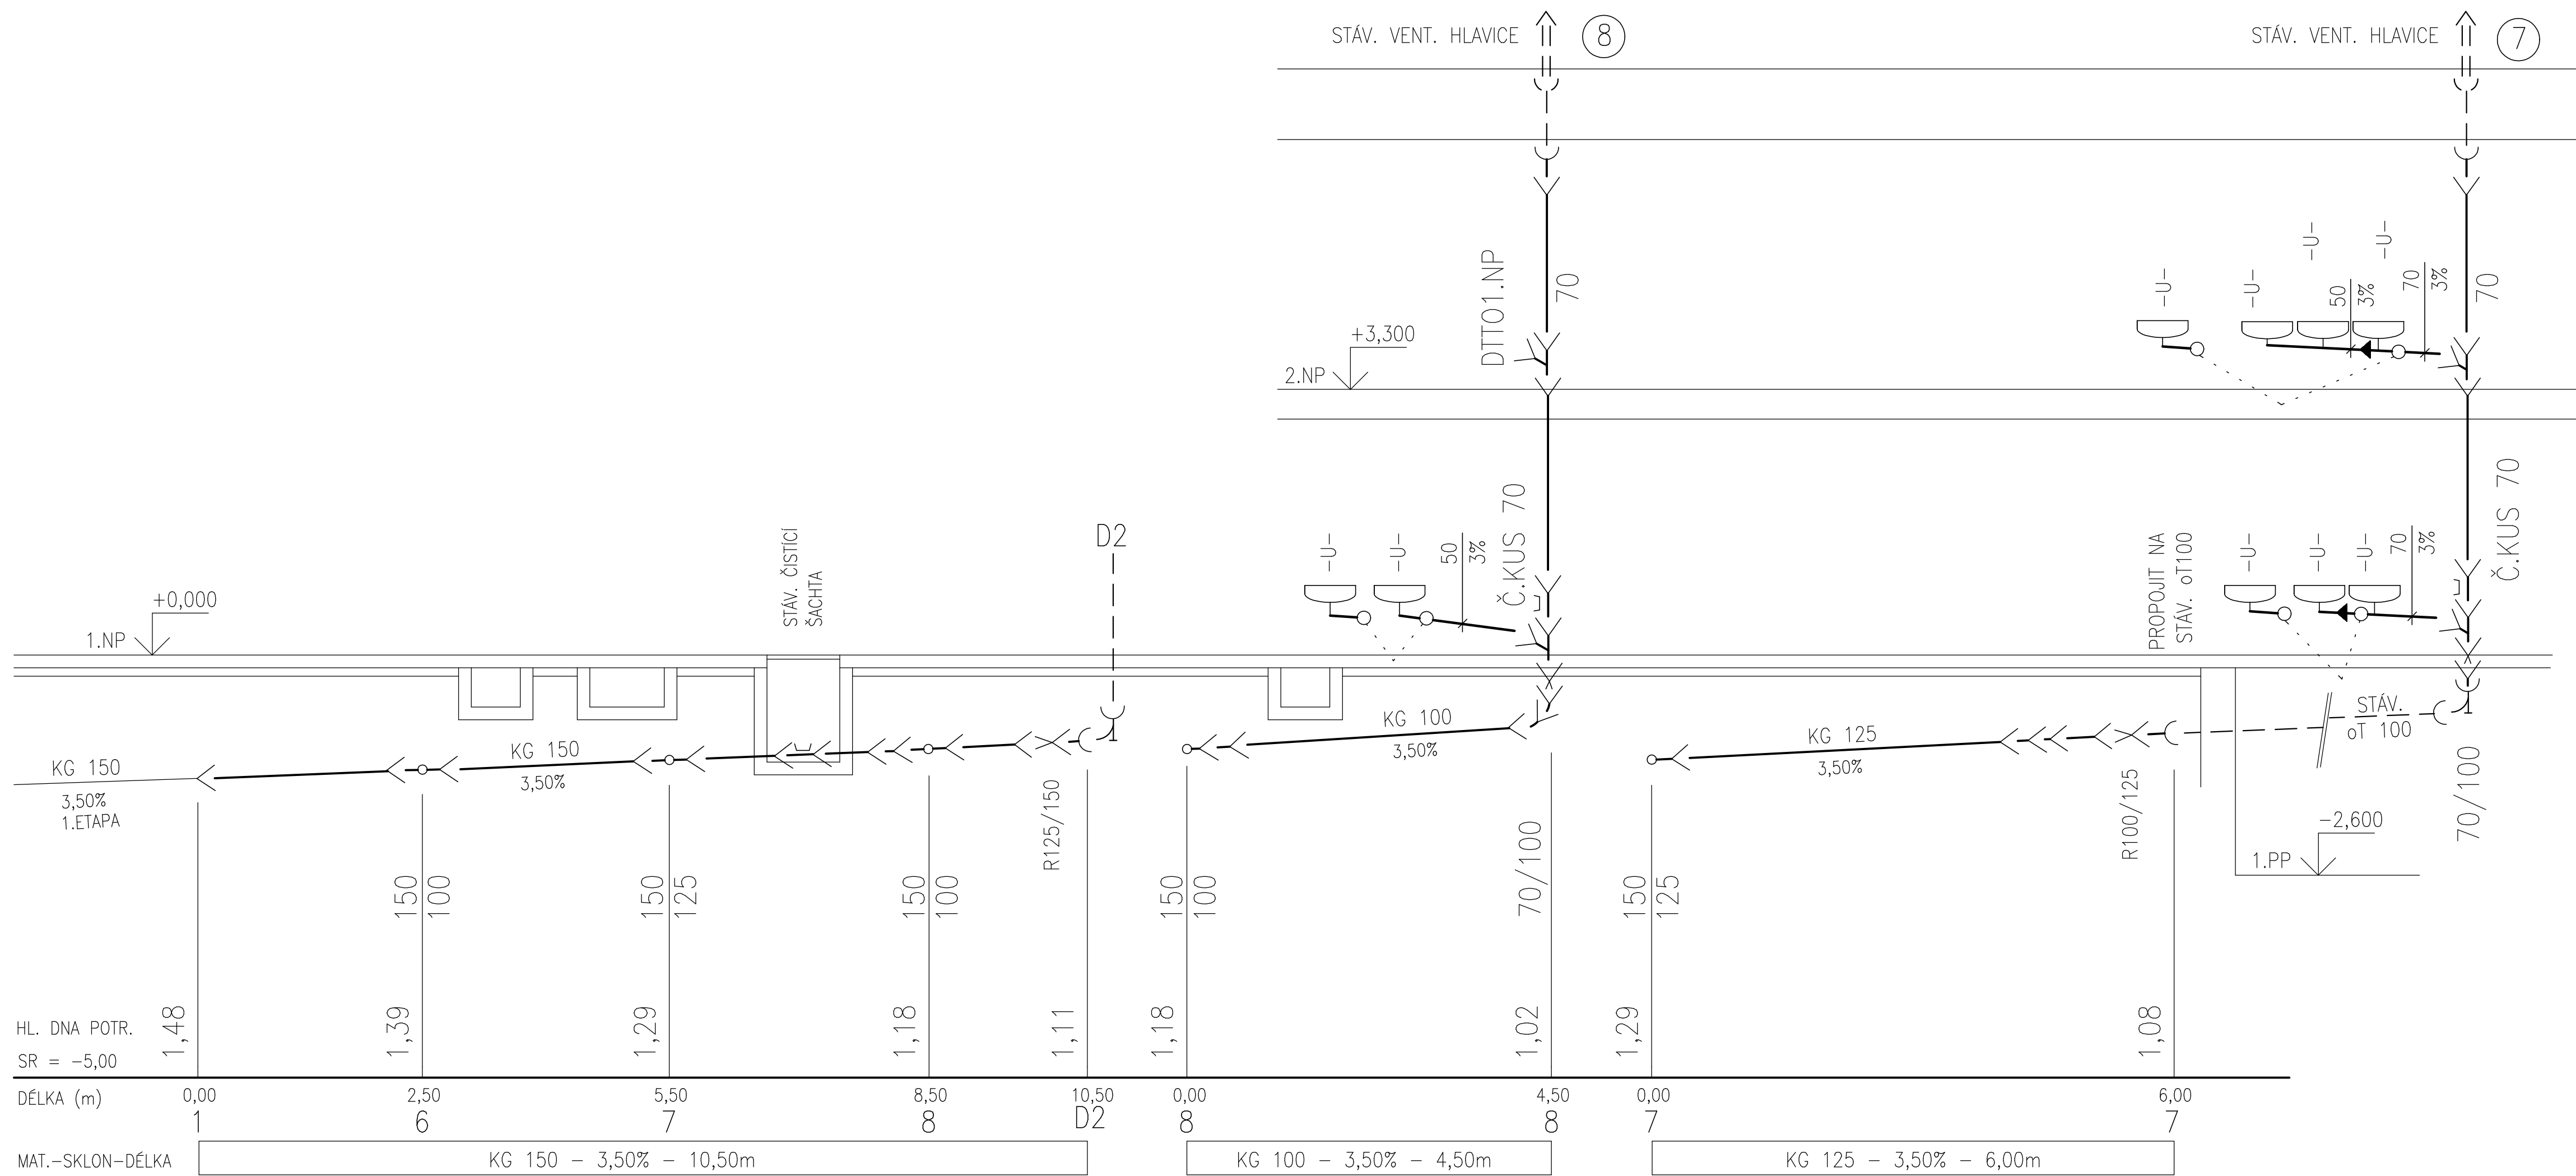 STÁV. VENT. HLAVICE
8
STÁV. VENT. HLAVICE
7
DTTO1.NP
70
-U-
-U-
-U-
-U-
50
3%
70
3%
70
+3,300
2.NP
Č.KUS 70
Č.KUS 70
-U-
-U-
50
3%
PROPOJIT NA
STÁV. oT100
-U-
-U-
-U-
70
3%
D2
STÁV. ČISTÍCÍ
ŠACHTA
+0,000
1.NP
KG 150
3,50%
1.ETAPA
KG 150
3,50%
KG 100
3,50%
KG 125
3,50%
STÁV.
oT 100
R125/150
70/100
R100/125
70/100
-2,600
1.PP
150
100
150
125
150
100
150
100
150
125
HL. DNA POTR.
1,48
1,39
1,29
1,18
1,11
1,18
1,02
1,29
1,08
SR = -5,00
DÉLKA (m)
0,00
2,50
5,50
8,50
10,50
0,00
4,50
0,00
6,00
1
6
7
8
D2
8
8
7
7
MAT.-SKLON-DÉLKA
KG 150 - 3,50% - 10,50m
KG 100 - 3,50% - 4,50m
KG 125 - 3,50% - 6,00m